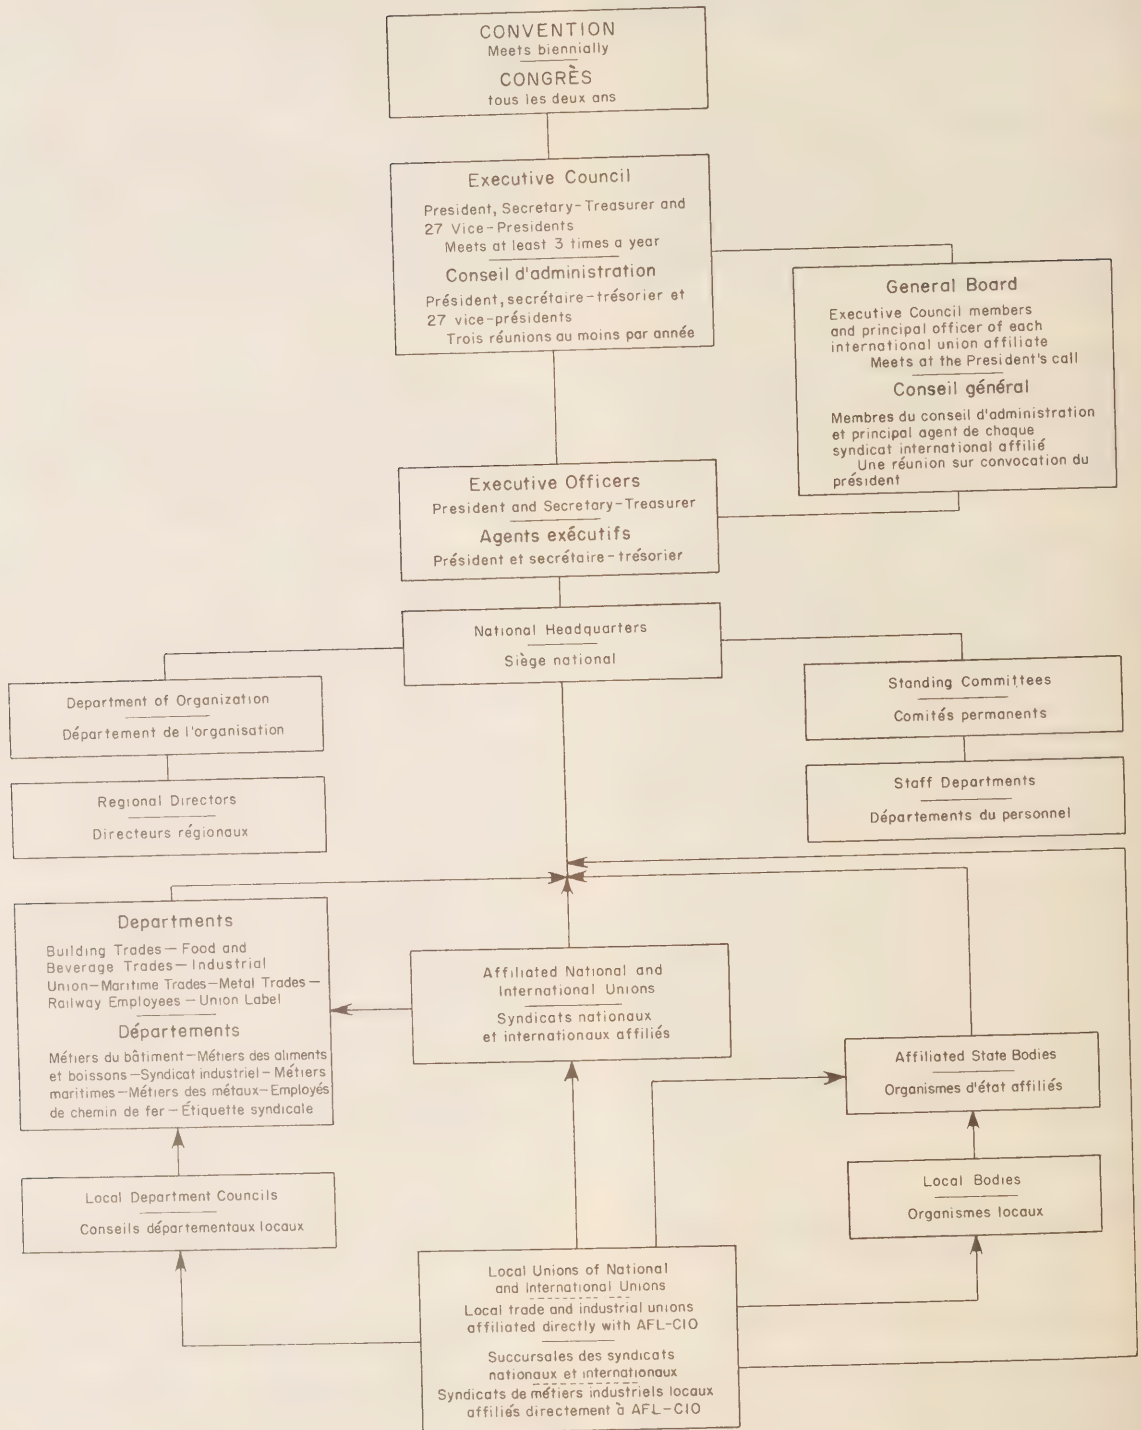 CONVENTION
Meets biennially
CONGRÈS
tous les deux ans
Executive Council
President, Secretary-Treasurer and
27 Vice-Presidents
Meets at least 3 times a year
Conseil d'administration
Président, secrétaire-trésorier et
27 vice-présidents
Trois réunions au moins par année
General Board
Executive Council members
and principal officer of each
international union affiliate
Meets at the President's call
Conseil général
Membres du conseil d'administration
et principal agent de chaque
syndicat international affilié
Une réunion sur convocation du
président
Executive Officers
President and Secretary-Treasurer
Agents exécutifs
Président et secrétaire-trésorier
National Headquarters
Siège national
Department of Organization
Département de l'organisation
Regional Directors
Directeurs régionaux
Standing Committees
Comités permanents
Staff Departments
Départements du personnel
Departments
Building Trades—Food and
Beverage Trades—Industrial
Union—Maritime Trades—Metal Trades—
Railway Employees—Union Label
Départements
Métiers du bâtiment—Métiers des aliments
et boissons—Syndicat industriel—Métiers
maritimes—Métiers des métaux—Employés
de chemin de fer—Étiquette syndicale
Affiliated National and
International Unions
Syndicats nationaux
et internationaux affiliés
Affiliated State Bodies
Organismes d'état affiliés
Local Department Councils
Conseils départementaux locaux
Local Bodies
Organismes locaux
Local Unions of National
and International Unions
Local trade and industrial unions
affiliated directly with AFL-CIO
Succursales des syndicats
nationaux et internationaux
Syndicats de métiers industriels locaux
affiliés directement à AFL-CIO